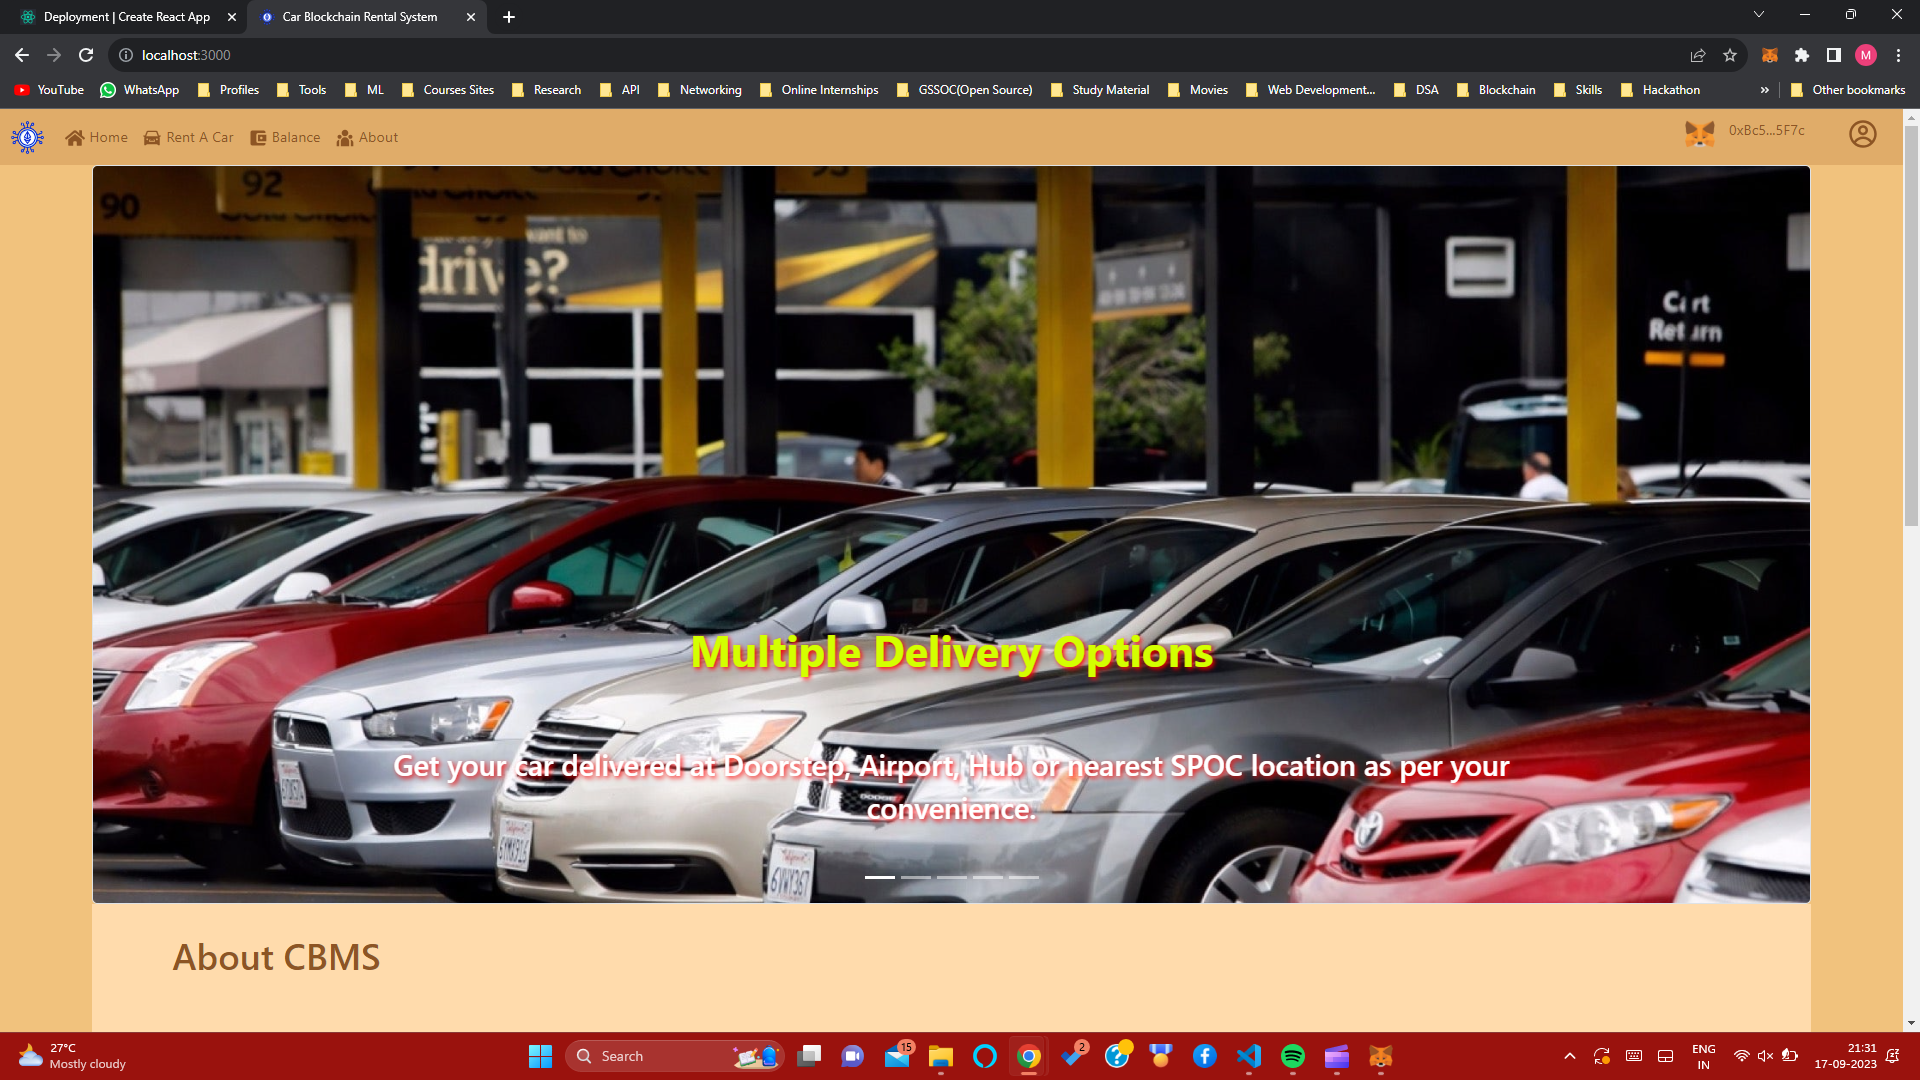 Deployment | Create React App
Car Blockchain Rental System
localhost:3000
M
YouTube
WhatsApp
Profiles
Tools
ML
Courses Sites
Research
API
Networking
Online Internships
GSSOC(Open Source)
Study Material
Movies
Web Development...
DSA
Blockchain
Skills
Hackathon
»
Other bookmarks
Home
Rent A Car
Balance
About
0xBc5...5F7c
90
92
93
drive?
Return
Multiple Delivery Options
Get your car delivered at Doorstep, Airport, Hub or nearest SPOC location as per your
convenience.
About CBMS
27°C
Mostly cloudy
Search
15
2
ENG
IN
21:31
17-09-2023